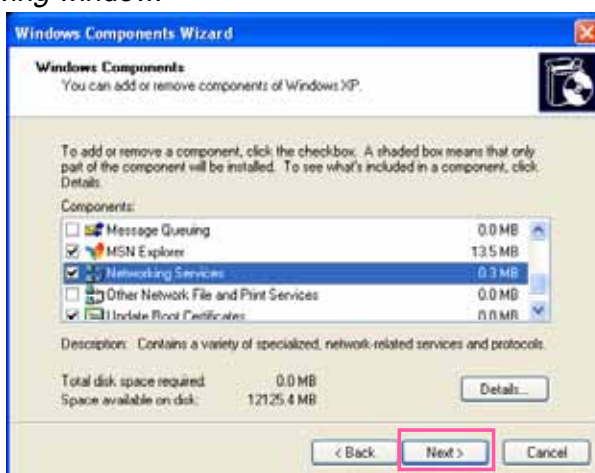 Windows Components Wizard
Windows Components
You can add or remove components of Windows XP.
To add or remove a component, click the checkbox. A shaded box means that only
part of the component will be installed. To see what's included in a component, click
Details.
Components:
Message Queuing 0.0 MB
MSN Explorer 13.5 MB
Networking Services 0.3 MB
Other Network File and Print Services 0.0 MB
Update Root Certificates 0.0 MB
Description: Contains a variety of specialized, network-related services and protocols.
Total disk space required: 0.0 MB
Space available on disk: 12125.4 MB
Details...
< Back Next > Cancel